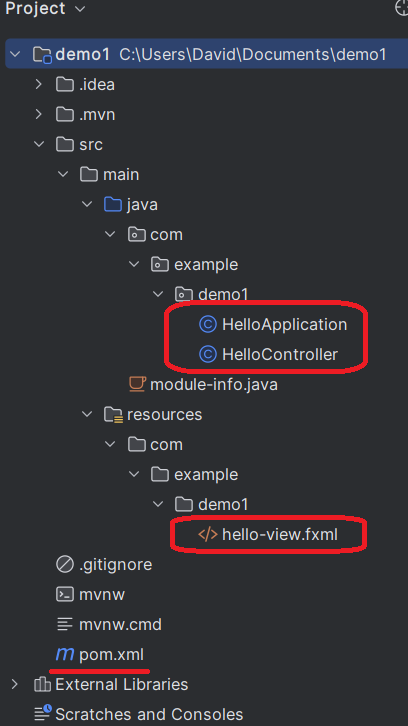 Project
demo1 C:\Users\David\Documents\demo1
.idea
.mvn
src
main
java
com
example
demo1
HelloApplication
HelloController
module-info.java
resources
com
example
demo1
hello-view.fxml
.gitignore
mvnw
mvnw.cmd
pom.xml
External Libraries
Scratches and Consoles